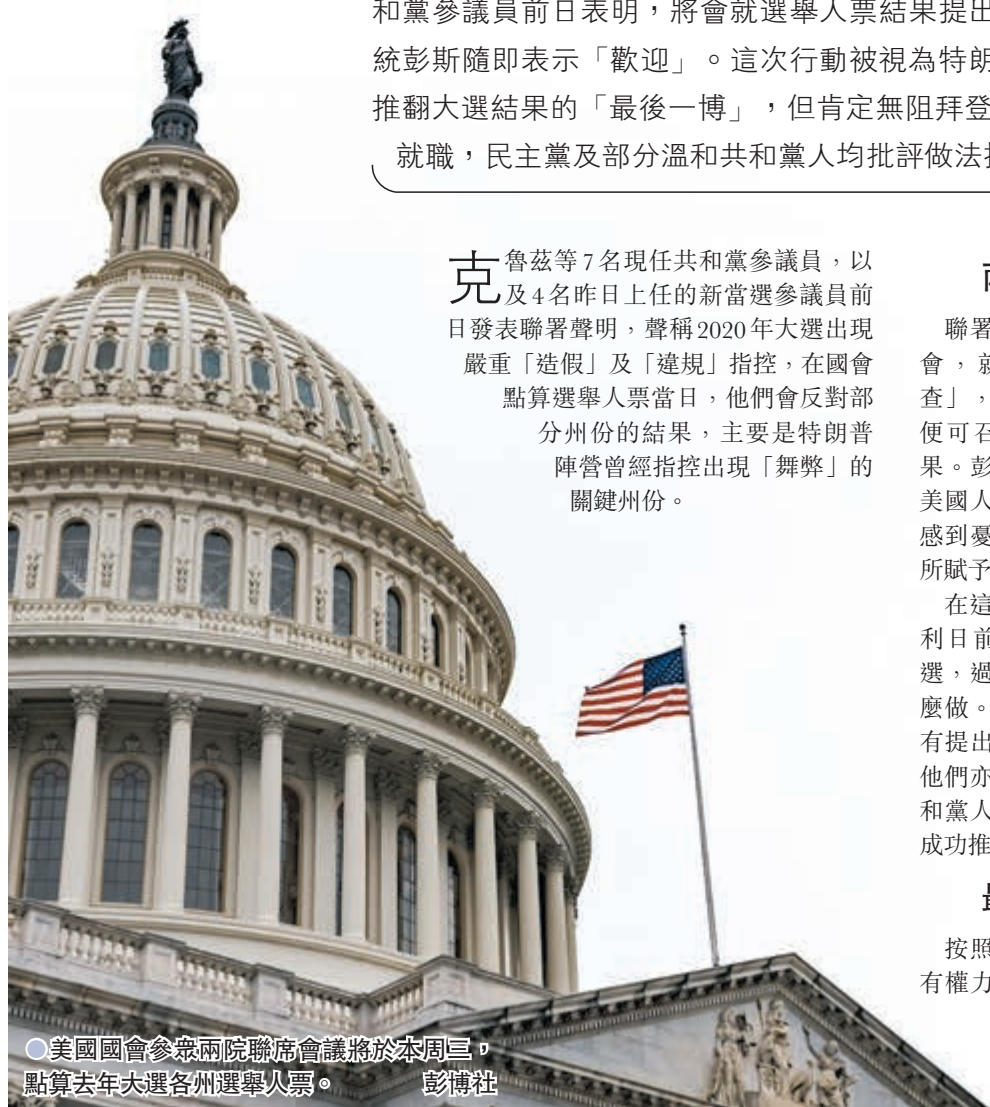 和黨參議員前日表明，將會就選舉人票結果提出
統彭斯隨即表示「歡迎」。這次行動被視為特朗
推翻大選結果的「最後一博」，但肯定無阻拜登
就職，民主黨及部分溫和共和黨人均批評做法
克魯茲等7名現任共和黨參議員，以
及4名昨日上任的新當選參議員前
日發表聯署聲明，聲稱2020年大選出現
嚴重「造假」及「違規」指控，在國會
點算選舉人票當日，他們會反對部
分州份的結果，主要是特朗普
陣營曾經指控出現「舞弊」的
關鍵州份。
聯署
會，就
查」，
便可召
果。彭
美國人
感到憂
所賦予
在這
利日前
選，過
麼做。
有提出
他們亦
和黨人
成功推
按照
有權力
●美國國會參眾兩院聯席會議將於本周三，
點算去年大選各州選舉人票。 彭博社